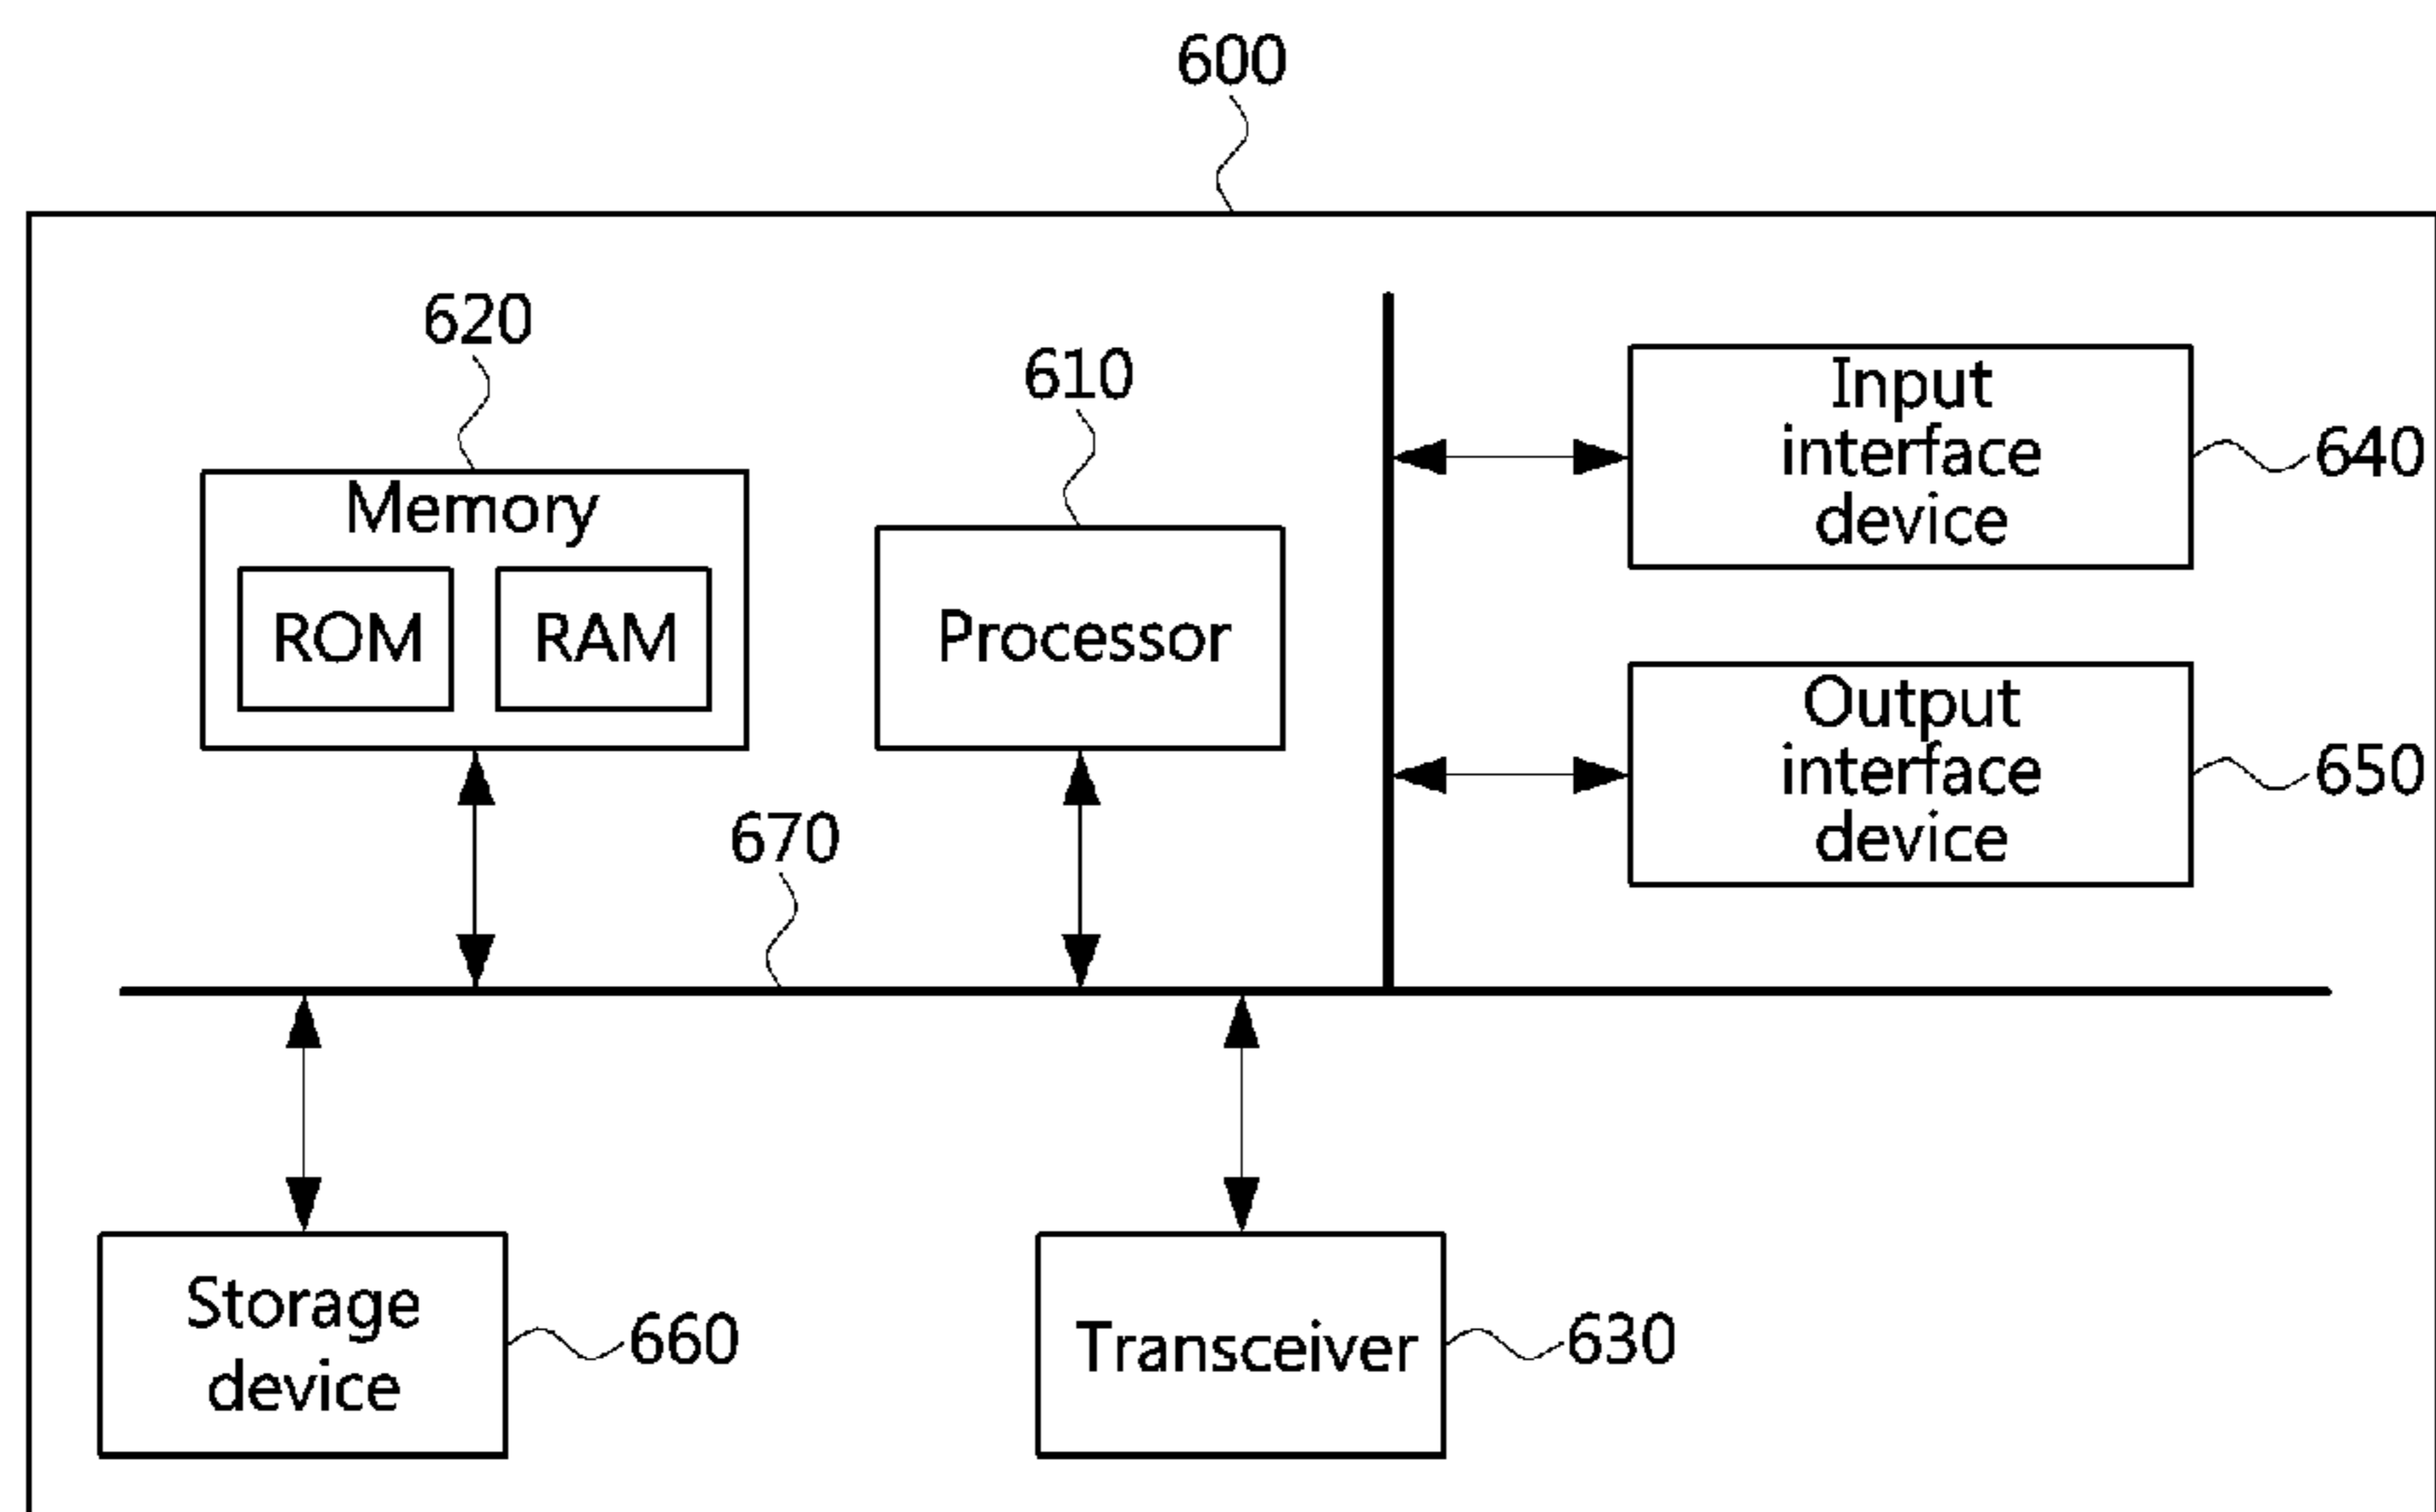 600
620
610
Memory
ROM
RAM
Processor
Input
interface
device
640
Output
interface
device
650
670
Storage
device
660
Transceiver
630